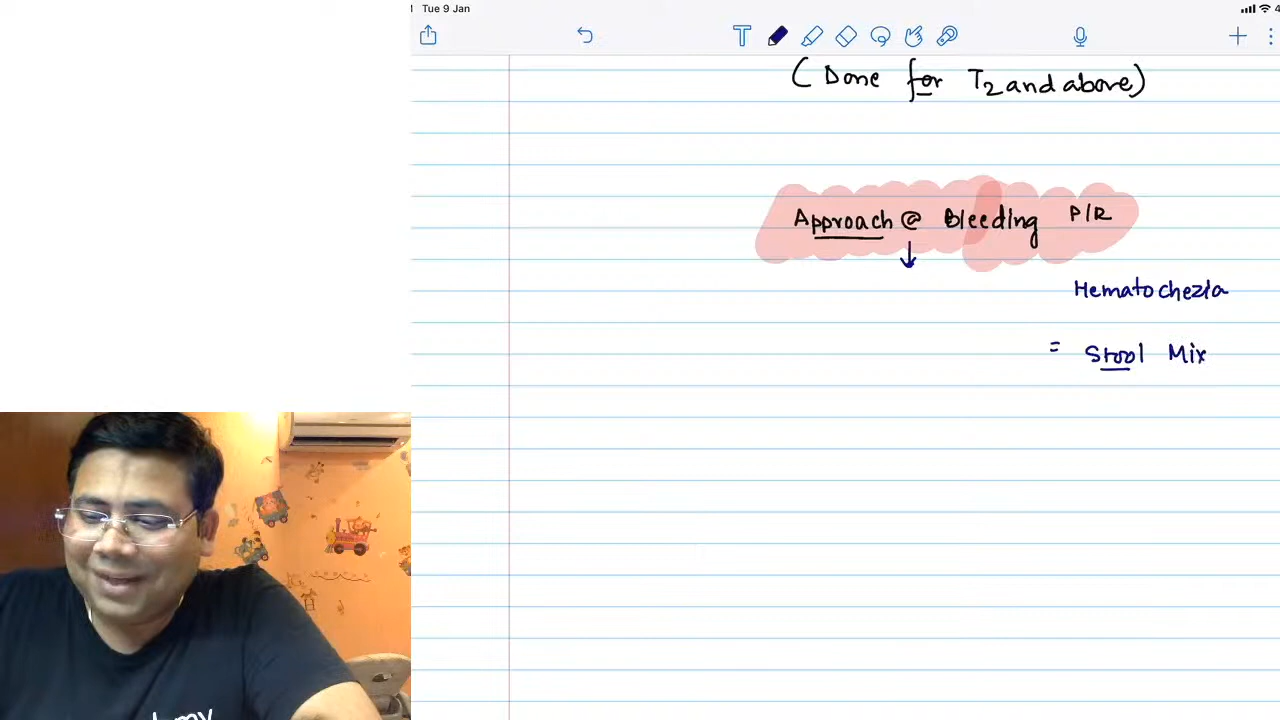 Tue 9 Jan
(Done for T2 and above)
Approach @ Bleeding P/R
Hematochezia
= Stool Mix